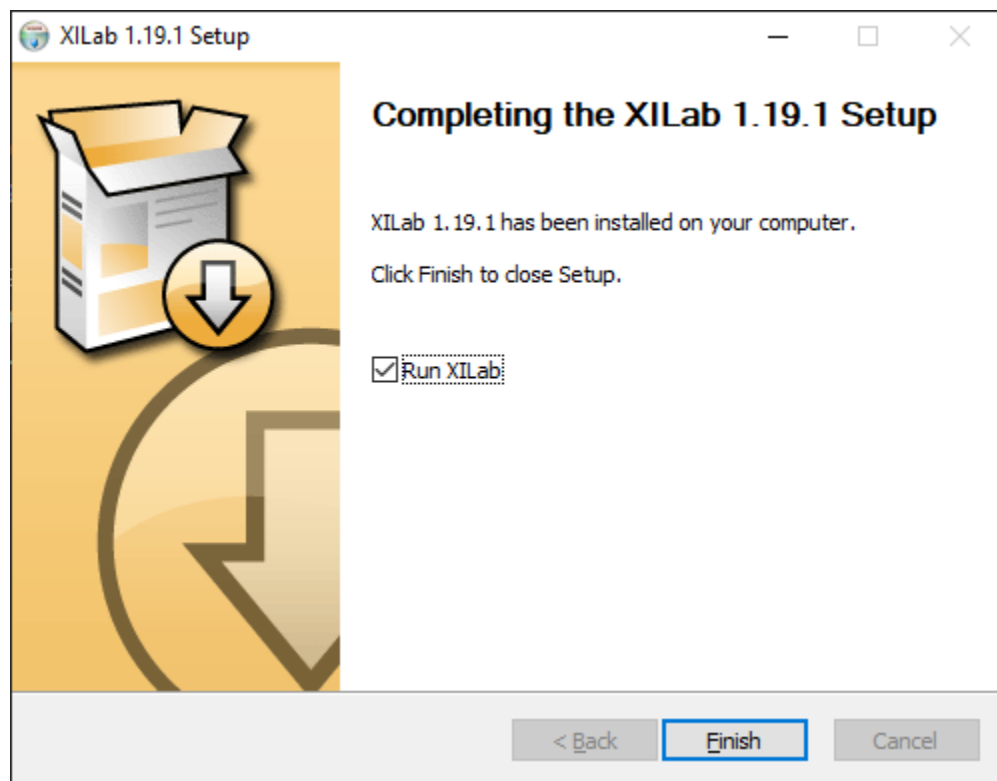 XILab 1.19.1 Setup
Completing the XILab 1.19.1 Setup
XILab 1.19.1 has been installed on your computer.
Click Finish to close Setup.
Run XILab
< Back
Finish
Cancel